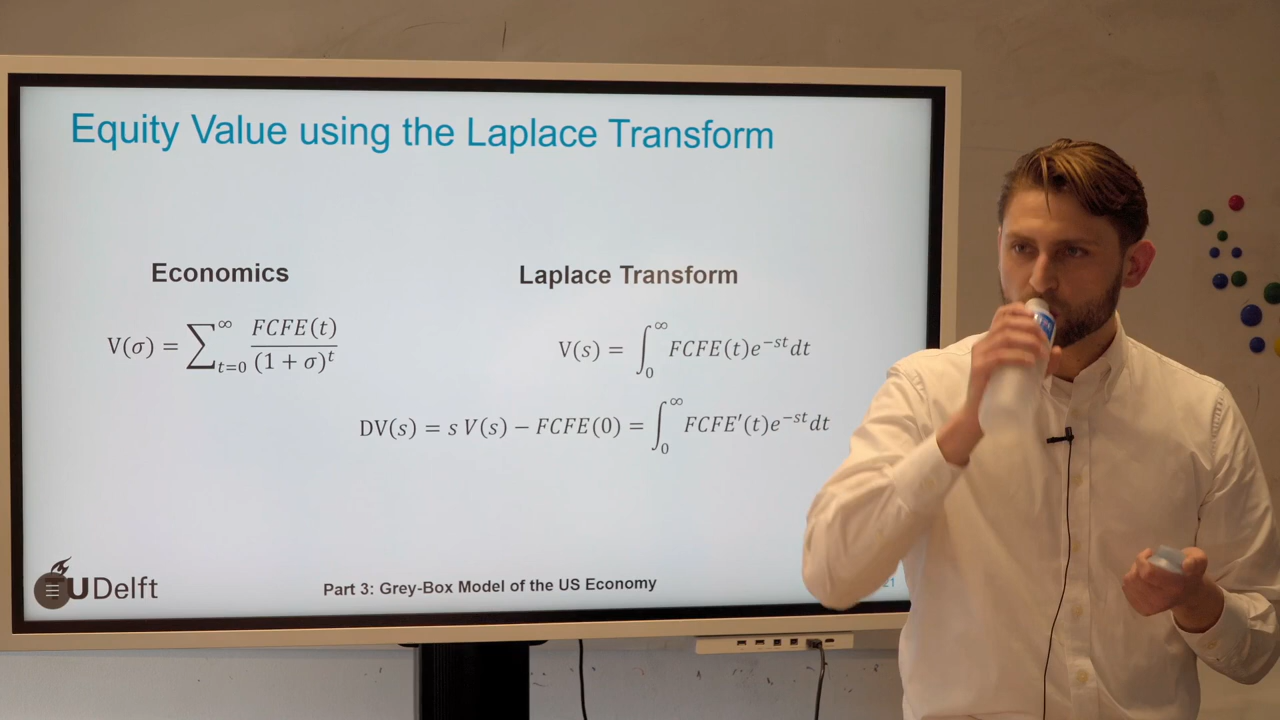 Equity Value using the Laplace Transform
Economics
V(σ) = ∑_{t=0}^{∞} FCFE(t) / (1 + σ)^t
Laplace Transform
V(s) = ∫_0^∞ FCFE(t)e^{−st}dt
DV(s) = s V(s) − FCFE(0) = ∫_0^∞ FCFE′(t)e^{−st}dt
TUDelft
Part 3: Grey-Box Model of the US Economy
21